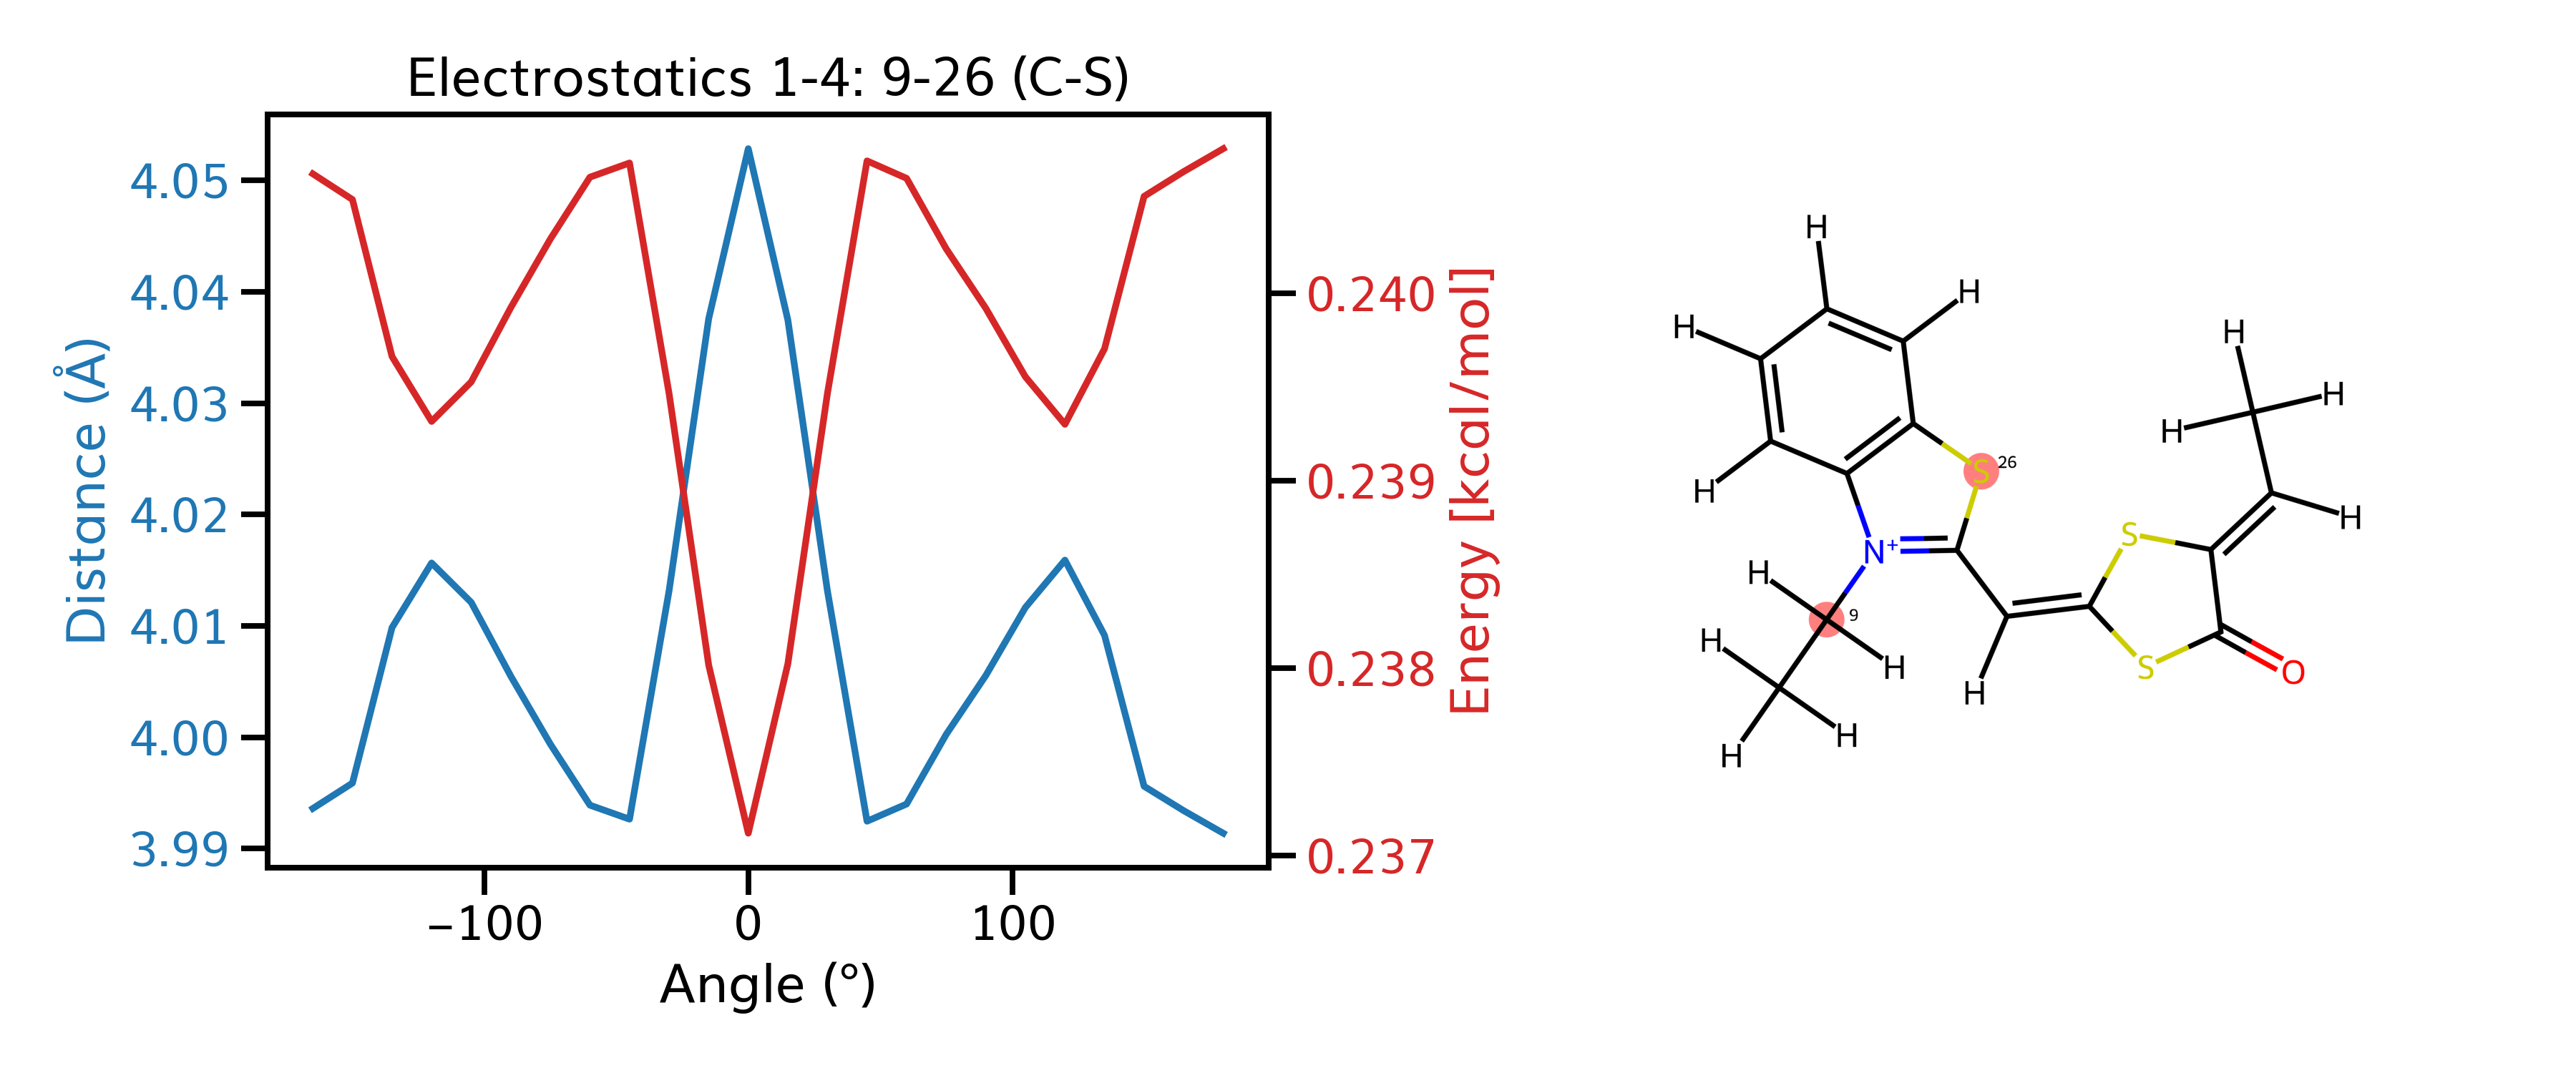 Electrostatics 1-4: 9-26 (C-S)
Distance (Å)
4.05
4.04
4.03
4.02
4.01
4.00
3.99
−100
0
100
Angle (°)
0.240
0.239
0.238
0.237
Energy [kcal/mol]
H
H
H
H
H
H
H
S 26
H
S
N+
H
9
H
H
S
O
H
H
H